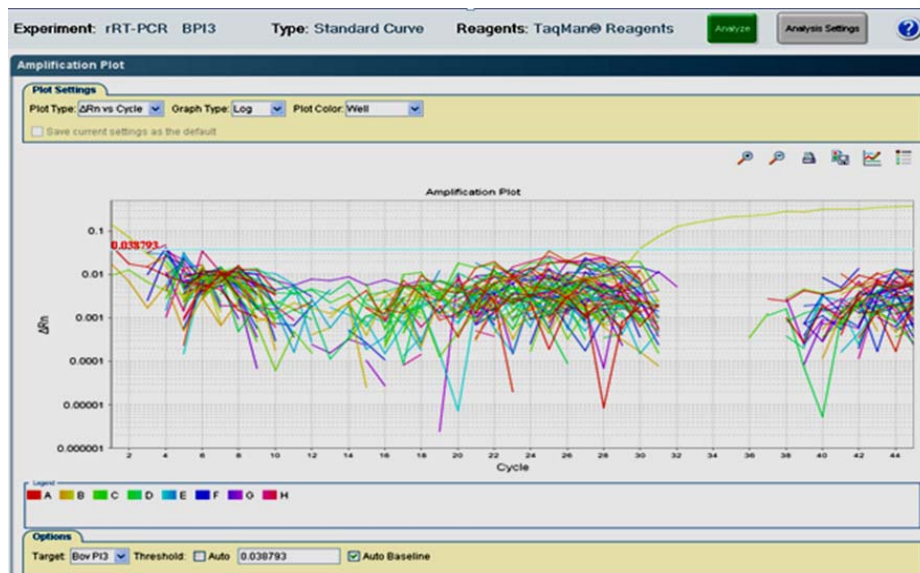 Experiment: rRT-PCR BPI3 Type: Standard Curve Reagents: TaqMan® Reagents Analyze Analysis Settings ?
Amplification Plot
Plot Settings
Plot Type: ΔRn vs Cycle Graph Type: Log Plot Color: Well
Save current settings as the default
Amplification Plot
0.1
0.038793
0.01
0.001
0.0001
0.00001
0.000001
ΔRn
2 4 6 8 10 12 14 16 18 20 22 24 26 28 30 32 34 36 38 40 42 44
Cycle
Legend
A B C D E F G H
Options
Target: Bov PI3 Threshold: Auto 0.038793 Auto Baseline